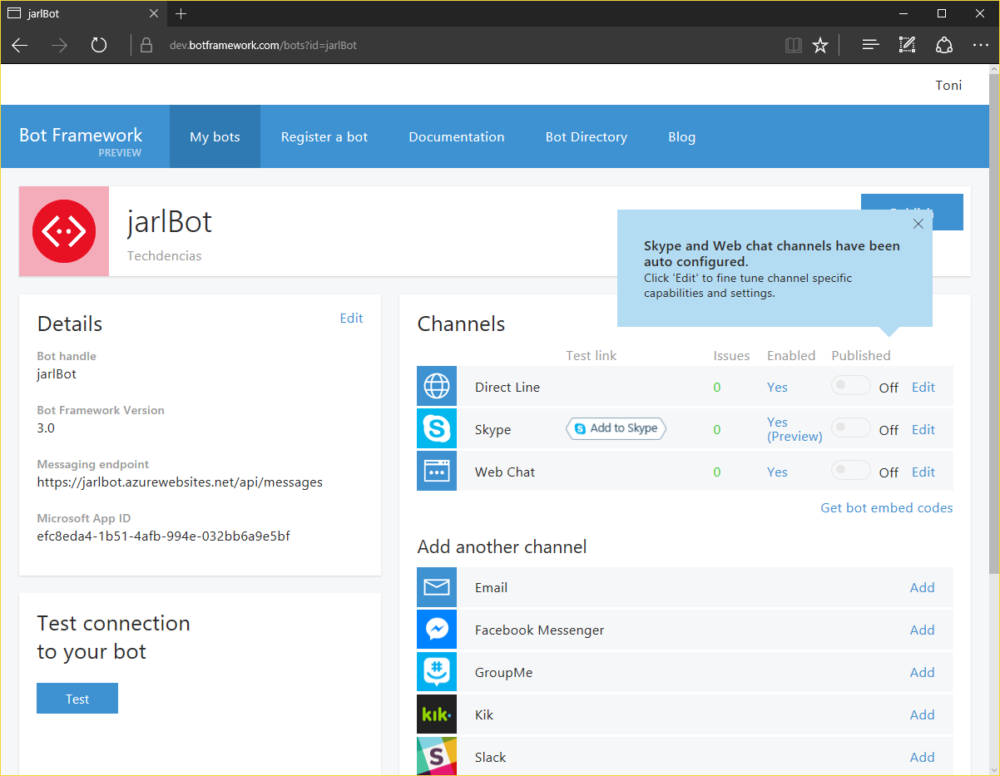 jarlBot
dev.botframework.com/bots?id=jarlBot
Toni
Bot Framework
PREVIEW
My bots
Register a bot
Documentation
Bot Directory
Blog
jarlBot
Techdencias
Skype and Web chat channels have been
auto configured.
Click 'Edit' to fine tune channel specific
capabilities and settings.
Details
Edit
Bot handle
jarlBot
Bot Framework Version
3.0
Messaging endpoint
https://jarlbot.azurewebsites.net/api/messages
Microsoft App ID
efc8eda4-1b51-4afb-994e-032bb6a9e5bf
Test connection
to your bot
Test
Channels
Test link Issues Enabled Published
Direct Line 0 Yes Off Edit
Skype Add to Skype 0 Yes (Preview) Off Edit
Web Chat 0 Yes Off Edit
Get bot embed codes
Add another channel
Email Add
Facebook Messenger Add
GroupMe Add
kik. Kik Add
Slack Add